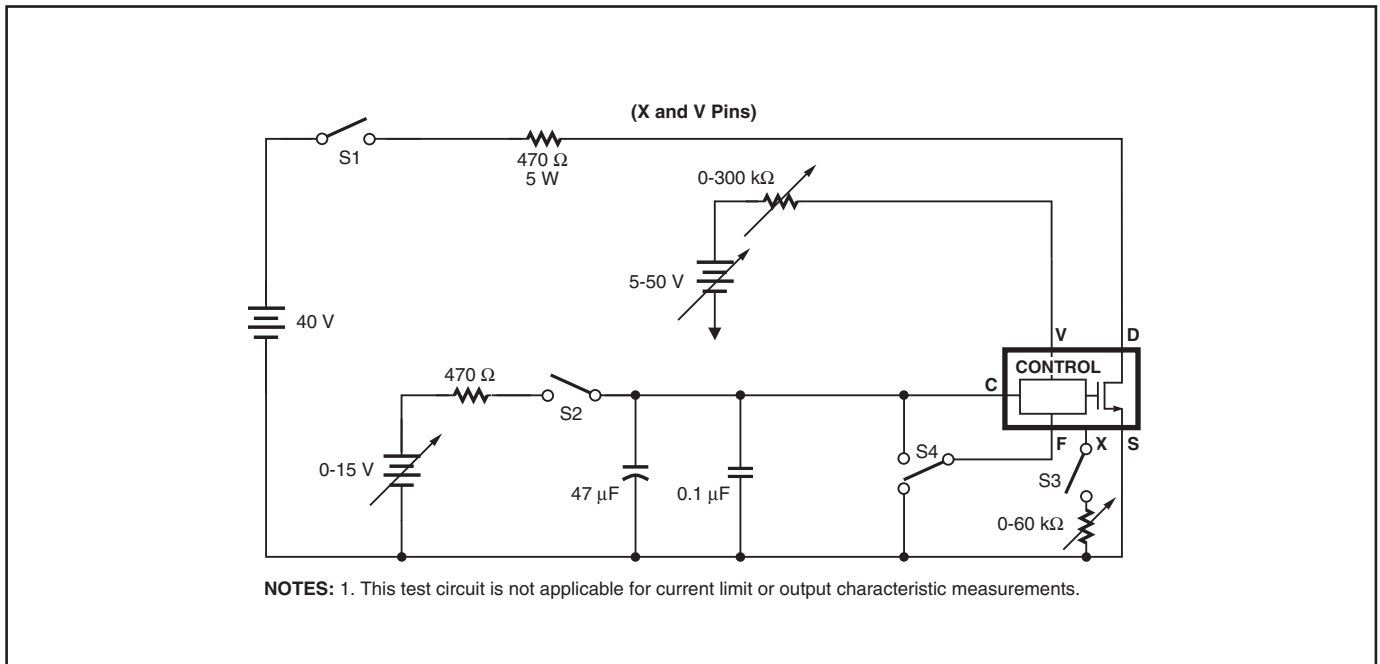 (X and V Pins)
S1
470 Ω
5 W
0-300 kΩ
5-50 V
40 V
V
D
CONTROL
C
470 Ω
S2
F
X
S
S4
S3
0-15 V
47 µF
0.1 µF
0-60 kΩ
NOTES: 1. This test circuit is not applicable for current limit or output characteristic measurements.